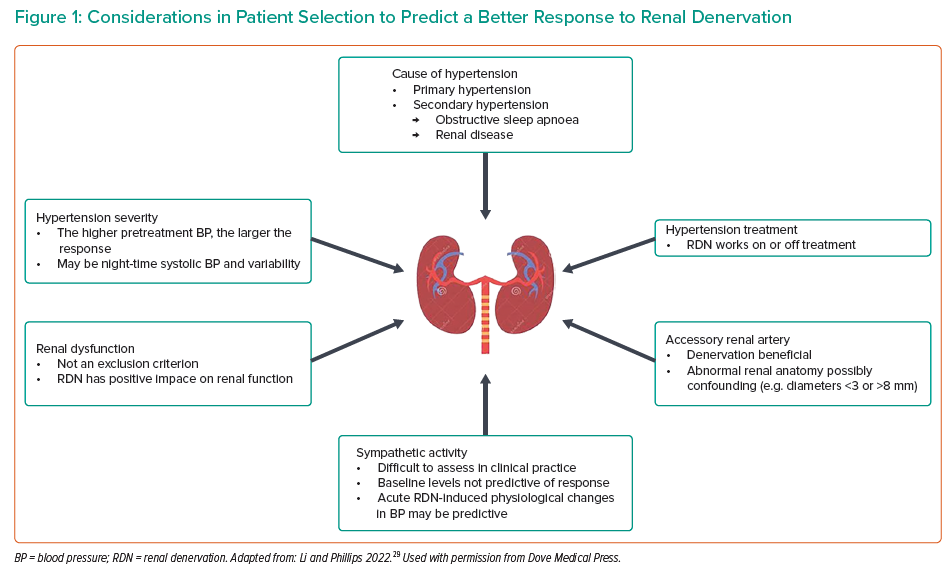 Figure 1: Considerations in Patient Selection to Predict a Better Response to Renal Denervation
Cause of hypertension
• Primary hypertension
• Secondary hypertension
➔ Obstructive sleep apnoea
➔ Renal disease
Hypertension severity
• The higher pretreatment BP, the larger the
response
• May be night-time systolic BP and variability
Hypertension treatment
• RDN works on or off treatment
Renal dysfunction
• Not an exclusion criterion
• RDN has positive impace on renal function
Accessory renal artery
• Denervation beneficial
• Abnormal renal anatomy possibly
confounding (e.g. diameters <3 or >8 mm)
Sympathetic activity
• Difficult to assess in clinical practice
• Baseline levels not predictive of response
• Acute RDN-induced physiological changes
in BP may be predictive
BP = blood pressure; RDN = renal denervation. Adapted from: Li and Phillips 2022.29 Used with permission from Dove Medical Press.